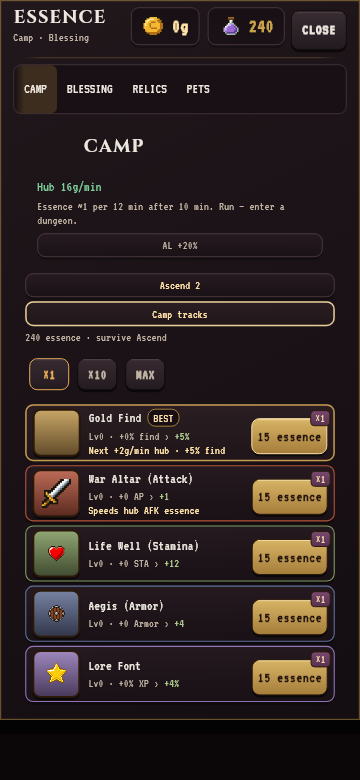 ESSENCE
Camp · Blessing
0g
240
CLOSE
CAMP
BLESSING
RELICS
PETS
CAMP
Hub 16g/min
Essence ~1 per 12 min after 10 min. Run — enter a
dungeon.
AL +20%
Ascend 2
Camp tracks
240 essence · survive Ascend
X1
X10
MAX
Gold Find BEST
Lv0 · +0% find › +5%
Next +2g/min hub · +5% find
X1
15 essence
War Altar (Attack)
Lv0 · +0 AP › +1
Speeds hub AFK essence
X1
15 essence
Life Well (Stamina)
Lv0 · +0 STA › +12
X1
15 essence
Aegis (Armor)
Lv0 · +0 Armor › +4
X1
15 essence
Lore Font
Lv0 · +0% XP › +4%
X1
15 essence